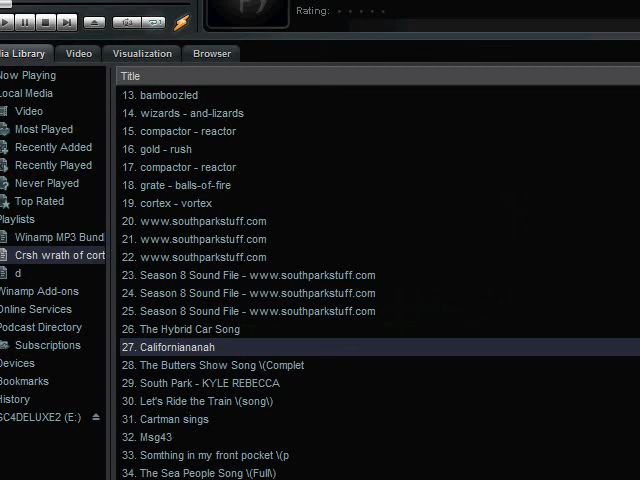 Rating:
ia Library Video Visualization Browser
Now Playing
Local Media
Video
Most Played
Recently Added
Recently Played
Never Played
Top Rated
Playlists
Winamp MP3 Bund
Crsh wrath of cort
d
Winamp Add-ons
Online Services
Podcast Directory
Subscriptions
Devices
Bookmarks
History
GC4DELUXE2 (E:)
Title
13. bamboozled
14. wizards - and-lizards
15. compactor - reactor
16. gold - rush
17. compactor - reactor
18. grate - balls-of-fire
19. cortex - vortex
20. www.southparkstuff.com
21. www.southparkstuff.com
22. www.southparkstuff.com
23. Season 8 Sound File - www.southparkstuff.com
24. Season 8 Sound File - www.southparkstuff.com
25. Season 8 Sound File - www.southparkstuff.com
26. The Hybrid Car Song
27. Californiananah
28. The Butters Show Song \(Complet
29. South Park - KYLE REBECCA
30. Let's Ride the Train \(song\)
31. Cartman sings
32. Msg43
33. Somthing in my front pocket \(p
34. The Sea People Song \(Full\)